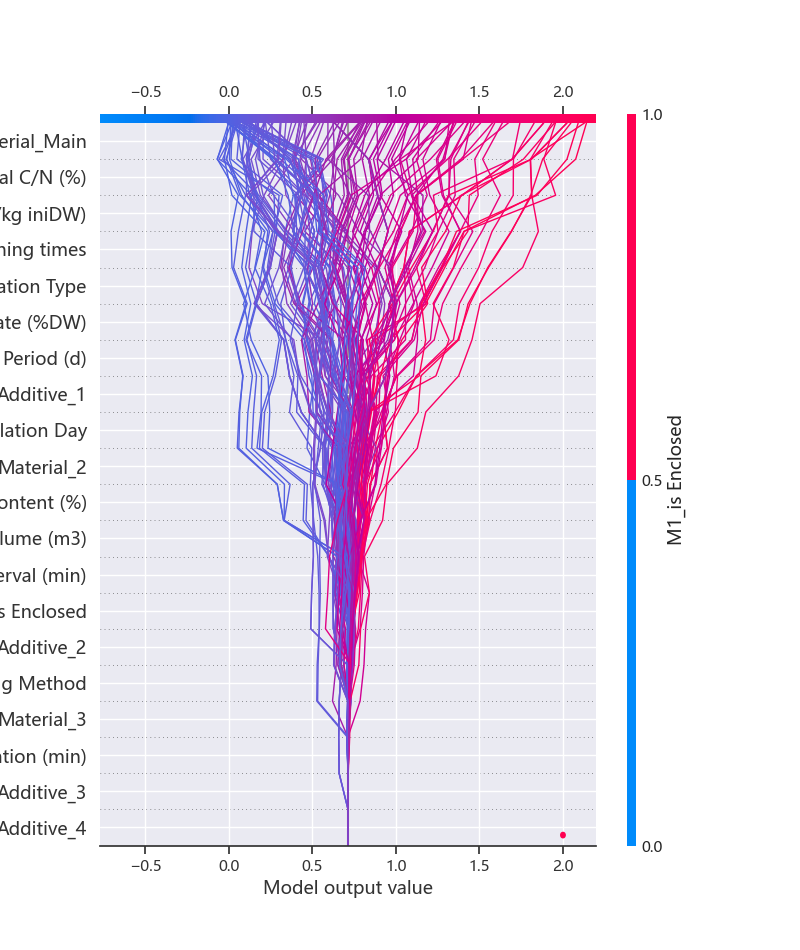 −0.5 0.0 0.5 1.0 1.5 2.0
erial_Main
al C/N (%)
/kg iniDW)
ning times
ation Type
ate (%DW)
Period (d)
Additive_1
lation Day
Material_2
ontent (%)
lume (m3)
erval (min)
s Enclosed
Additive_2
g Method
Material_3
ation (min)
Additive_3
Additive_4
−0.5 0.0 0.5 1.0 1.5 2.0
Model output value
1.0
0.5
0.0
M1_is Enclosed